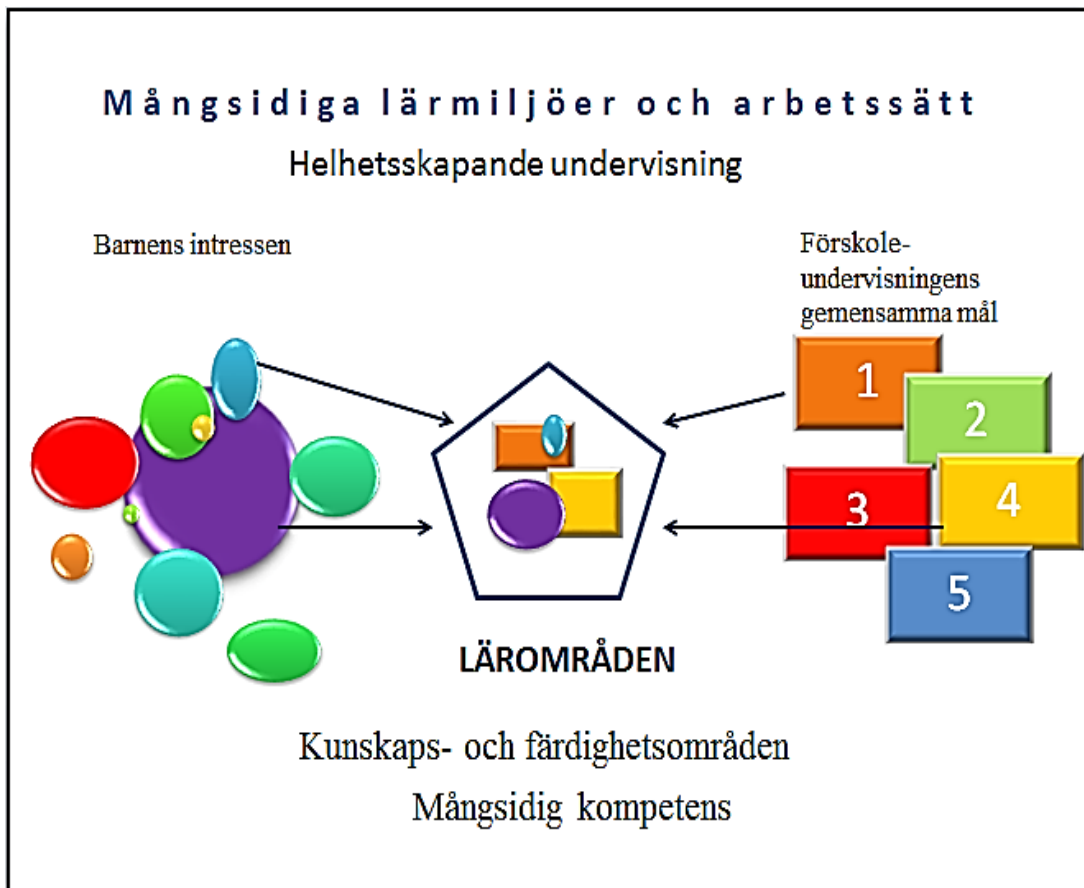 Mångsidiga lärmiljöer och arbetssätt
Helhetsskapande undervisning
Barnens intressen
Förskole-
undervisningens
gemensamma mål
1
2
3
4
5
LÄROMRÅDEN
Kunskaps- och färdighetsområden
Mångsidig kompetens